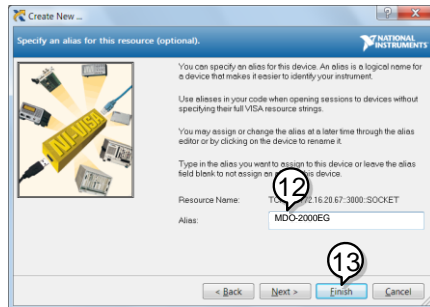 Create New ...
Specify an alias for this resource (optional).
NATIONAL
INSTRUMENTS
You can specify an alias for this device. An alias is a logical name for
a device that makes it easier to identify your instrument.
Use aliases in your code when opening sessions to devices without
specifying their full VISA resource strings.
You may assign or change the alias at a later time through the alias
editor or by clicking on the device to rename it.
Type in the alias you want to assign to this device or leave the alias
field blank to not assign an this device.
NI-VISA
12
Resource Name: 72.16.20.67::3000::SOCKET
Alias: MDO-2000EG
13
< Back Next > Finish Cancel